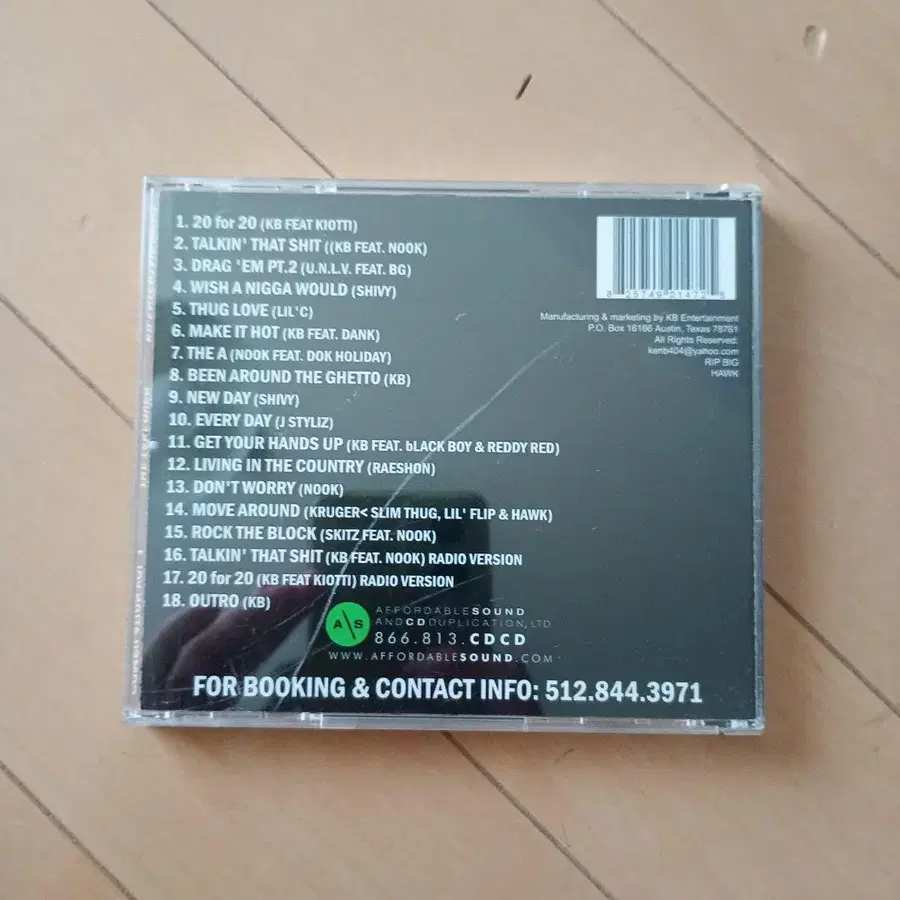 1. 20 for 20 (KB FEAT KIOTTI)
2. TALKIN' THAT SHIT ((KB FEAT. NOOK)
3. DRAG 'EM PT.2 (U.N.L.V. FEAT. BG)
4. WISH A NIGGA WOULD (SHIVY)
5. THUG LOVE (LIL'C)
6. MAKE IT HOT (KB FEAT. DANK)
7. THE A (NOOK FEAT. DOK HOLIDAY)
8. BEEN AROUND THE GHETTO (KB)
9. NEW DAY (SHIVY)
10. EVERY DAY (J STYLIZ)
11. GET YOUR HANDS UP (KB FEAT. bLACK BOY & REDDY RED)
12. LIVING IN THE COUNTRY (RAESHON)
13. DON'T WORRY (NOOK)
14. MOVE AROUND (KRUGER< SLIM THUG, LIL' FLIP & HAWK)
15. ROCK THE BLOCK (SKITZ FEAT. NOOK)
16. TALKIN' THAT SHIT (KB FEAT. NOOK) RADIO VERSION
17. 20 for 20 (KB FEAT KIOTTI) RADIO VERSION
18. OUTRO (KB)
Manufacturing & marketing by KB Entertainment
P.O. Box 16166 Austin, Texas 78761
All Rights Reserved.
kenb404@yahoo.com
RIP BIG
HAWK
A\S
AFFORDABLESOUND
ANDCDDUPLICATION, LTD
866.813.CDCD
WWW.AFFORDABLESOUND.COM
FOR BOOKING & CONTACT INFO: 512.844.3971